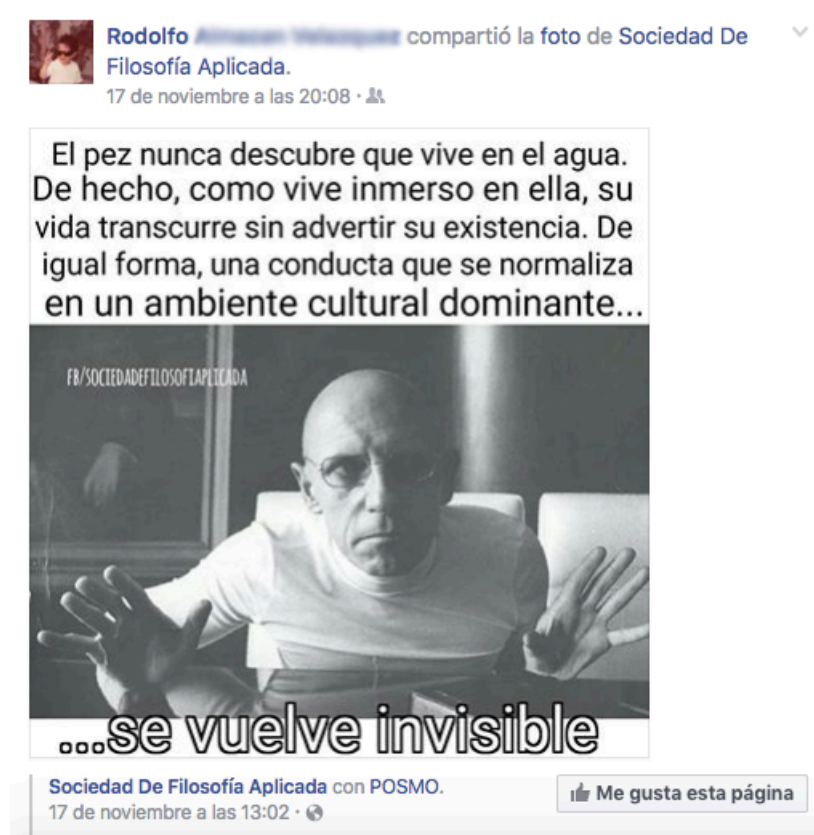 Rodolfo compartió la foto de Sociedad De
Filosofía Aplicada.
17 de noviembre a las 20:08 ·
El pez nunca descubre que vive en el agua.
De hecho, como vive inmerso en ella, su
vida transcurre sin advertir su existencia. De
igual forma, una conducta que se normaliza
en un ambiente cultural dominante...
FB/SOCIEDADEFILOSOFIAPLICADA
...se vuelve invisible
Sociedad De Filosofía Aplicada con POSMO.
Me gusta esta página
17 de noviembre a las 13:02 ·